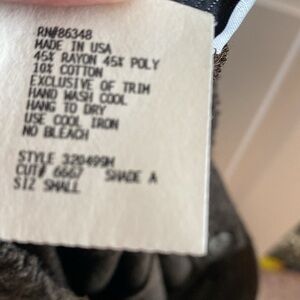 RN#86348
MADE IN USA
45% RAYON 45% POLY
10% COTTON
EXCLUSIVE OF TRIM
HAND WASH COOL
HANG TO DRY
USE COOL IRON
NO BLEACH
STYLE 320499H
CUT# 6667 SHADE A
SIZ SMALL